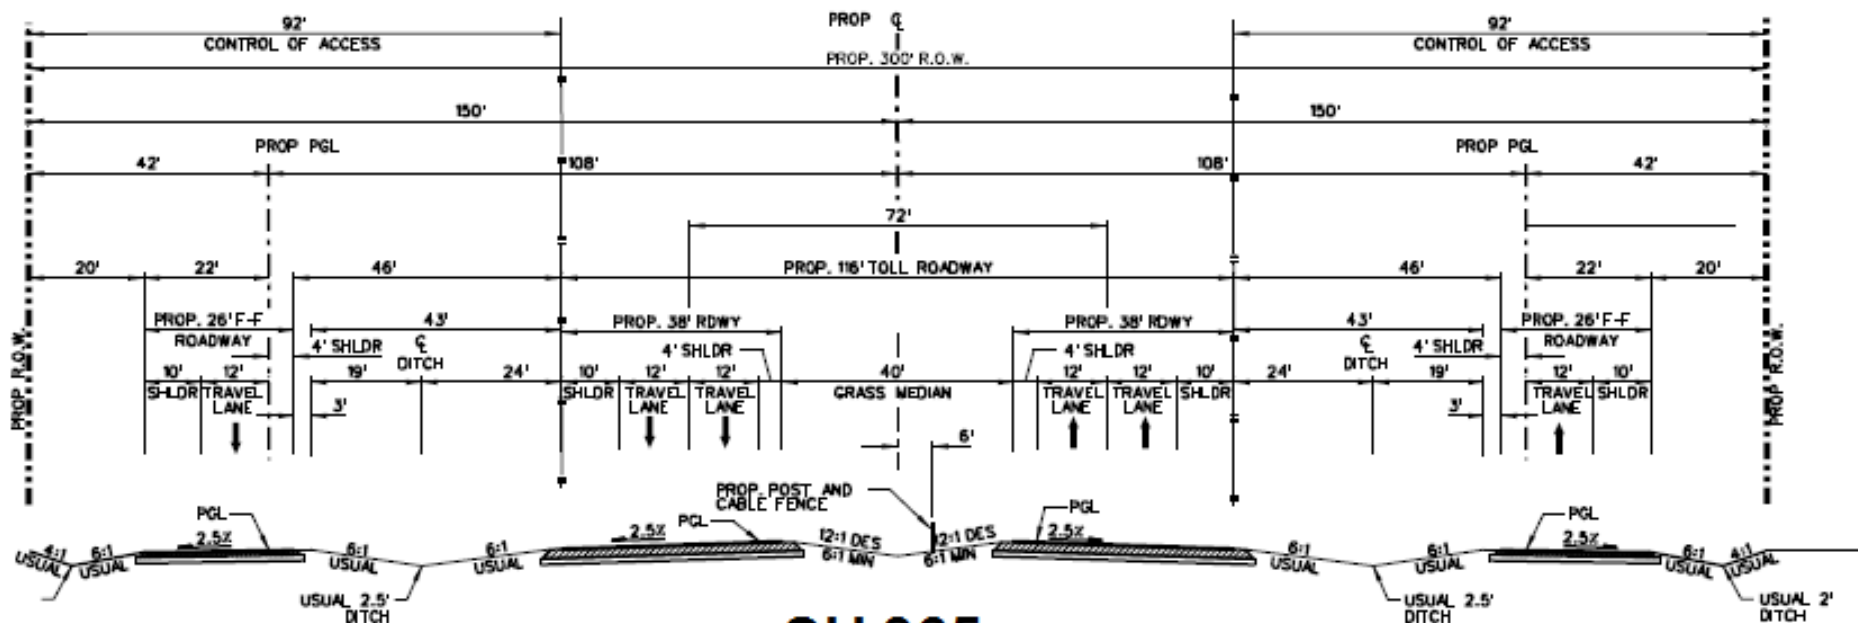 92' PROP ℄ 92'
CONTROL OF ACCESS CONTROL OF ACCESS
PROP. 300' R.O.W.
150' 150'
PROP PGL PROP PGL
42' 108' 108' 42'
72'
20' 22' 46' PROP. 116' TOLL ROADWAY 46' 22' 20'
PROP. 26' F-F 43' PROP. 38' RDWY PROP. 38' RDWY 43' PROP. 26' F-F
ROADWAY ℄ ℄ ROADWAY
4' SHLDR DITCH 4' SHLDR 4' SHLDR DITCH 4' SHLDR
10' 12' 19' 24' 10' 12' 12' 40' 12' 12' 10' 24' 19' 12' 10'
SHLDR TRAVEL SHLDR TRAVEL TRAVEL GRASS MEDIAN TRAVEL TRAVEL SHLDR TRAVEL SHLDR
LANE LANE LANE LANE LANE LANE
3' 3'
PROP R.O.W. PROP R.O.W.
6'
PROP. POST AND
CABLE FENCE
PGL PGL PGL PGL
2.5% 2.5% 2.5% 2.5%
4:1 6:1 6:1 6:1 12:1 DES 12:1 DES 6:1 6:1 6:1 4:1
USUAL USUAL USUAL USUAL 6:1 MIN 6:1 MIN USUAL USUAL USUAL USUAL
USUAL 2.5' USUAL 2.5' USUAL 2'
DITCH DITCH DITCH